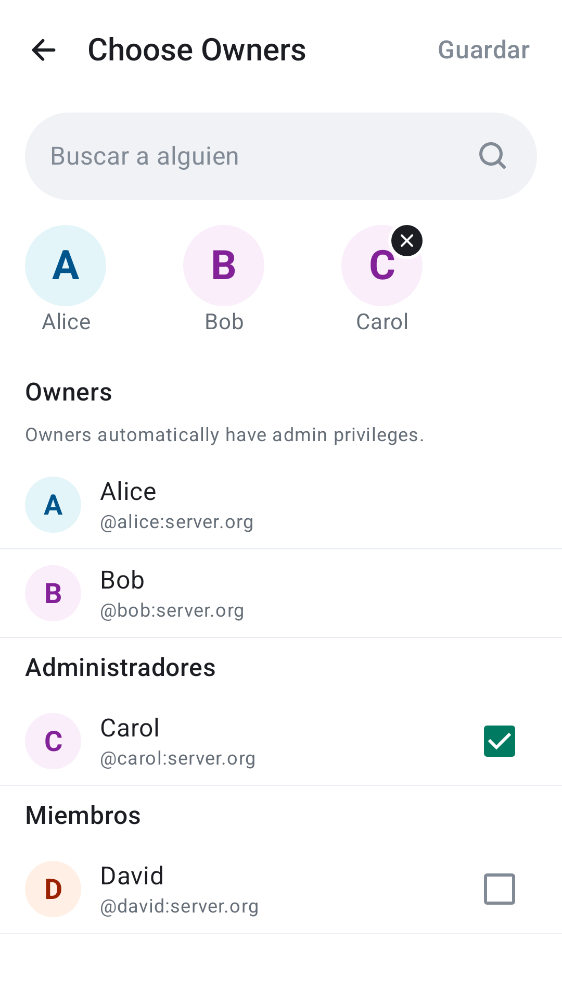 Choose Owners
Guardar
Buscar a alguien
A
B
C
Alice
Bob
Carol
Owners
Owners automatically have admin privileges.
A
Alice
@alice:server.org
B
Bob
@bob:server.org
Administradores
C
Carol
@carol:server.org
Miembros
D
David
@david:server.org